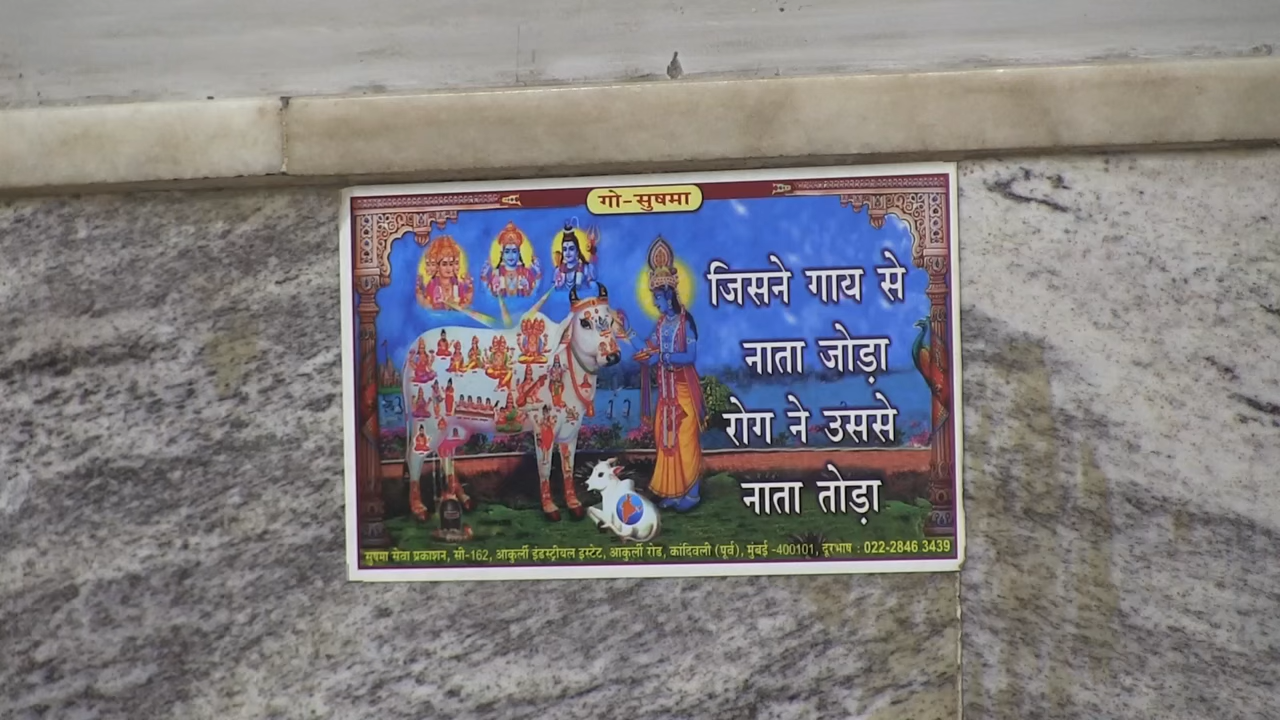 गो-सुषमा
जिसने गाय से
नाता जोड़ा
रोग ने उससे
नाता तोड़ा
सुषमा सेवा प्रकाशन, सी-162, आकुर्ली इंडस्ट्रीयल इस्टेट, आकुर्ली रोड, कांदिवली (पूर्व), मुंबई -400101, दूरभाष : 022-2846 3439